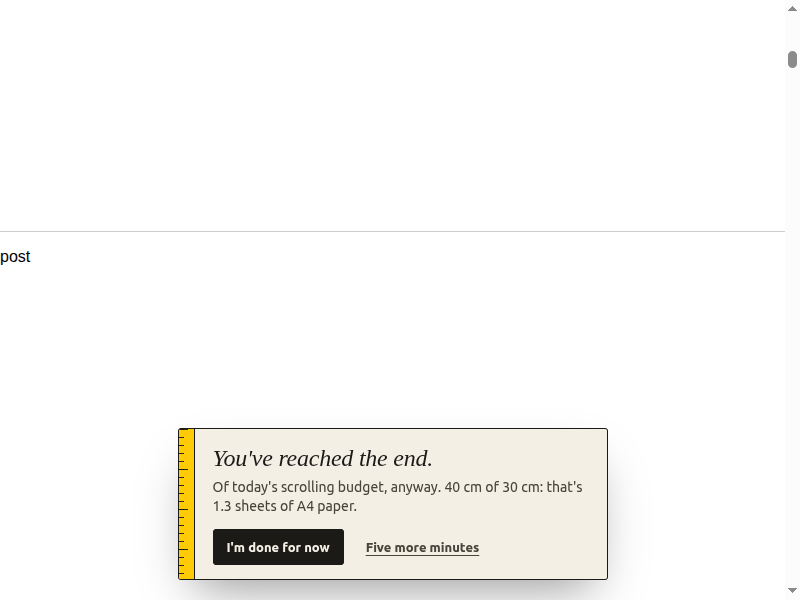 post
You've reached the end.
Of today's scrolling budget, anyway. 40 cm of 30 cm: that's
1.3 sheets of A4 paper.
I'm done for now
Five more minutes